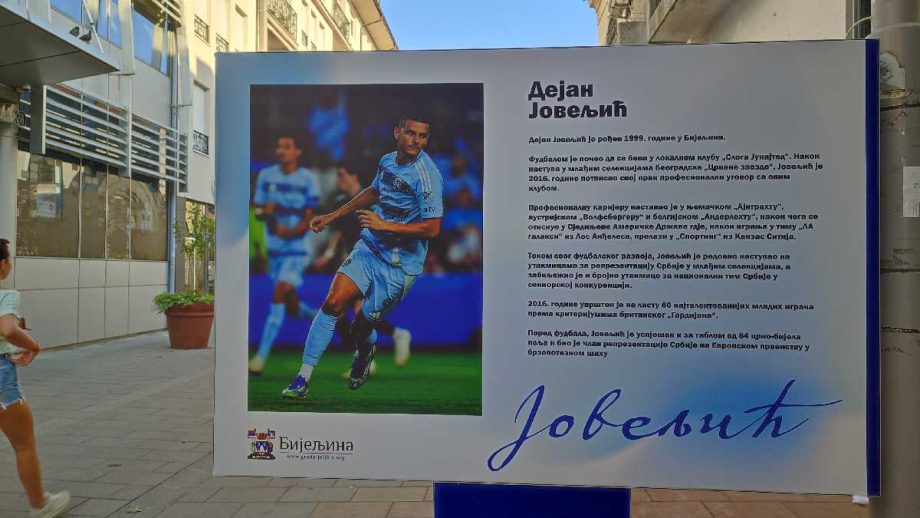 Дејан
Јовељић
Дејан Јовељић је рођен 1999. године у Бијељини.
Фудбалом је почео да се бави у локалном клубу „Слога Јунајтед“. Након
наступа у млађим селекцијама београдске „Црвене звезде“, Јовељић је
2016. године потписао свој први професионални уговор са овим
клубом.
Професионалну каријеру наставио је у њемачком „Ајнтрахту“,
аустријском „Волфсбергеру“ и белгијском „Андерлехту“, након чега се
отиснуо у Сједињене Америчке Државе гдје, након играња у тиму „ЛА
галакси“ из Лос Анђелеса, прелази у „Спортинг“ из Канзас Ситија.
Током свог фудбалског развоја, Јовељић је редовно наступао на
утакмицама за репрезентацију Србије у млађим селекцијама, а
забиљежио је и бројне утакмице за национални тим Србије у
сениорској конкуренцији.
2016. године уврштен је на листу 60 најталентованијих младих играча
према критеријумима британског „Гардијана“.
Поред фудбала, Јовељић је успјешан и за таблом од 64 црно-бијела
поља и био је члан репрезентације Србије на Европском првенству у
брзопотезном шаху
Јовељић
Бијељина
www.gradbijeljina.org